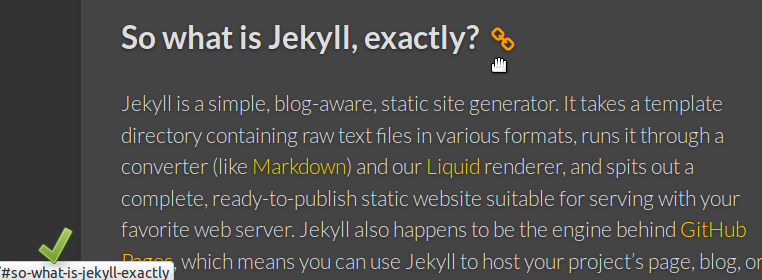 So what is Jekyll, exactly?
Jekyll is a simple, blog-aware, static site generator. It takes a template
directory containing raw text files in various formats, runs it through a
converter (like Markdown) and our Liquid renderer, and spits out a
complete, ready-to-publish static website suitable for serving with your
favorite web server. Jekyll also happens to be the engine behind GitHub
Pages, which means you can use Jekyll to host your project's page, blog, or
/#so-what-is-jekyll-exactly